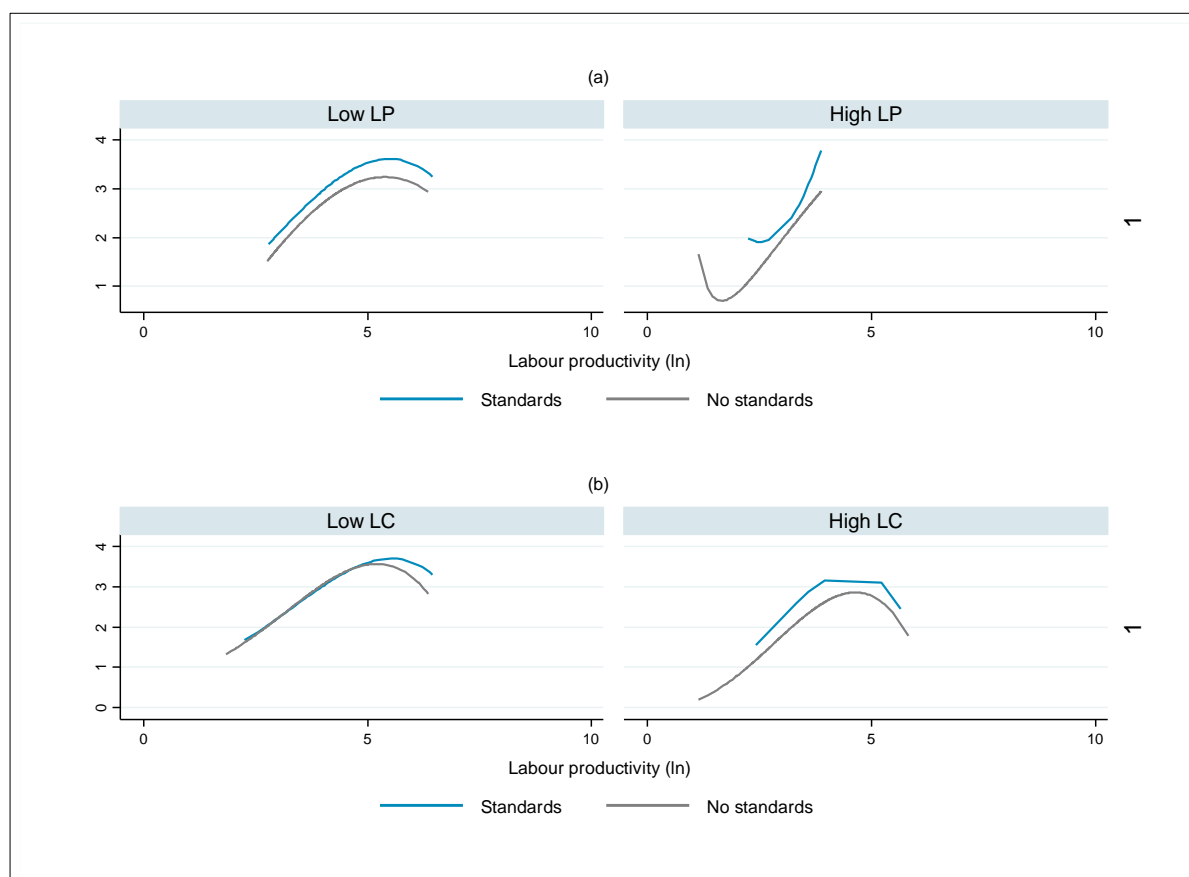 (a)
Low LP High LP
4
3
2
1
1
0 5 10 0 5 10
Labour productivity (ln)
Standards No standards
(b)
Low LC High LC
4
3
2
1
0
1
0 5 10 0 5 10
Labour productivity (ln)
Standards No standards